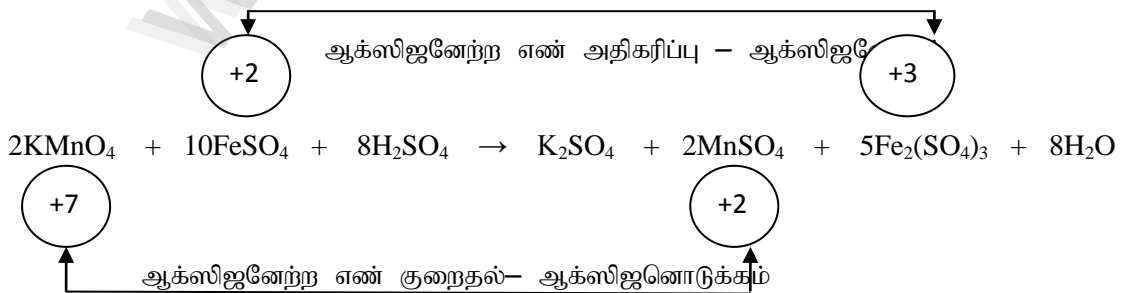 ஆக்ஸிஜனேற்ற எண் அதிகரிப்பு – 
+2 +3
2KMnO₄ + 10FeSO₄ + 8H₂SO₄ → K₂SO₄ + 2MnSO₄ + 5Fe₂(SO₄)₃ + 8H₂O
+7 +2
ஆக்ஸிஜனேற்ற எண் குறைதல்– ஆக்ஸிஜனொடுக்கம்